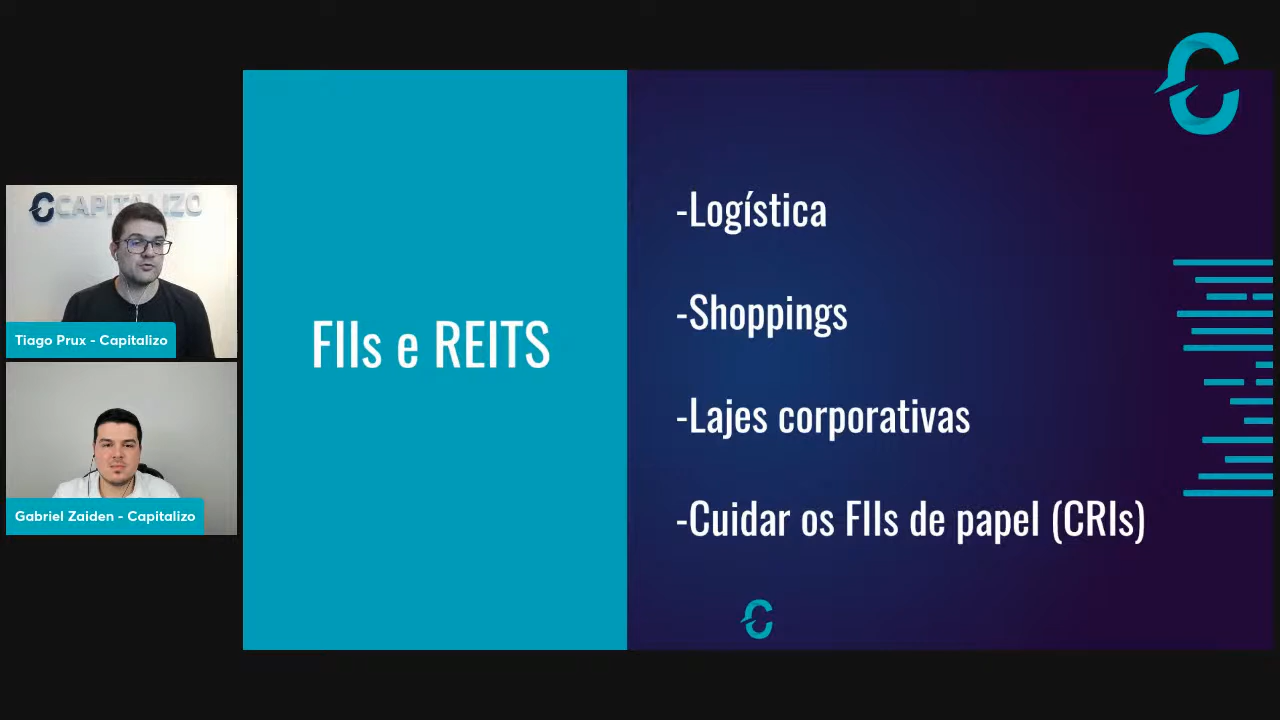 CAPITALIZO
Tiago Prux - Capitalizo
Gabriel Zaiden - Capitalizo
FIIs e REITS
-Logística
-Shoppings
-Lajes corporativas
-Cuidar os FIIs de papel (CRIs)